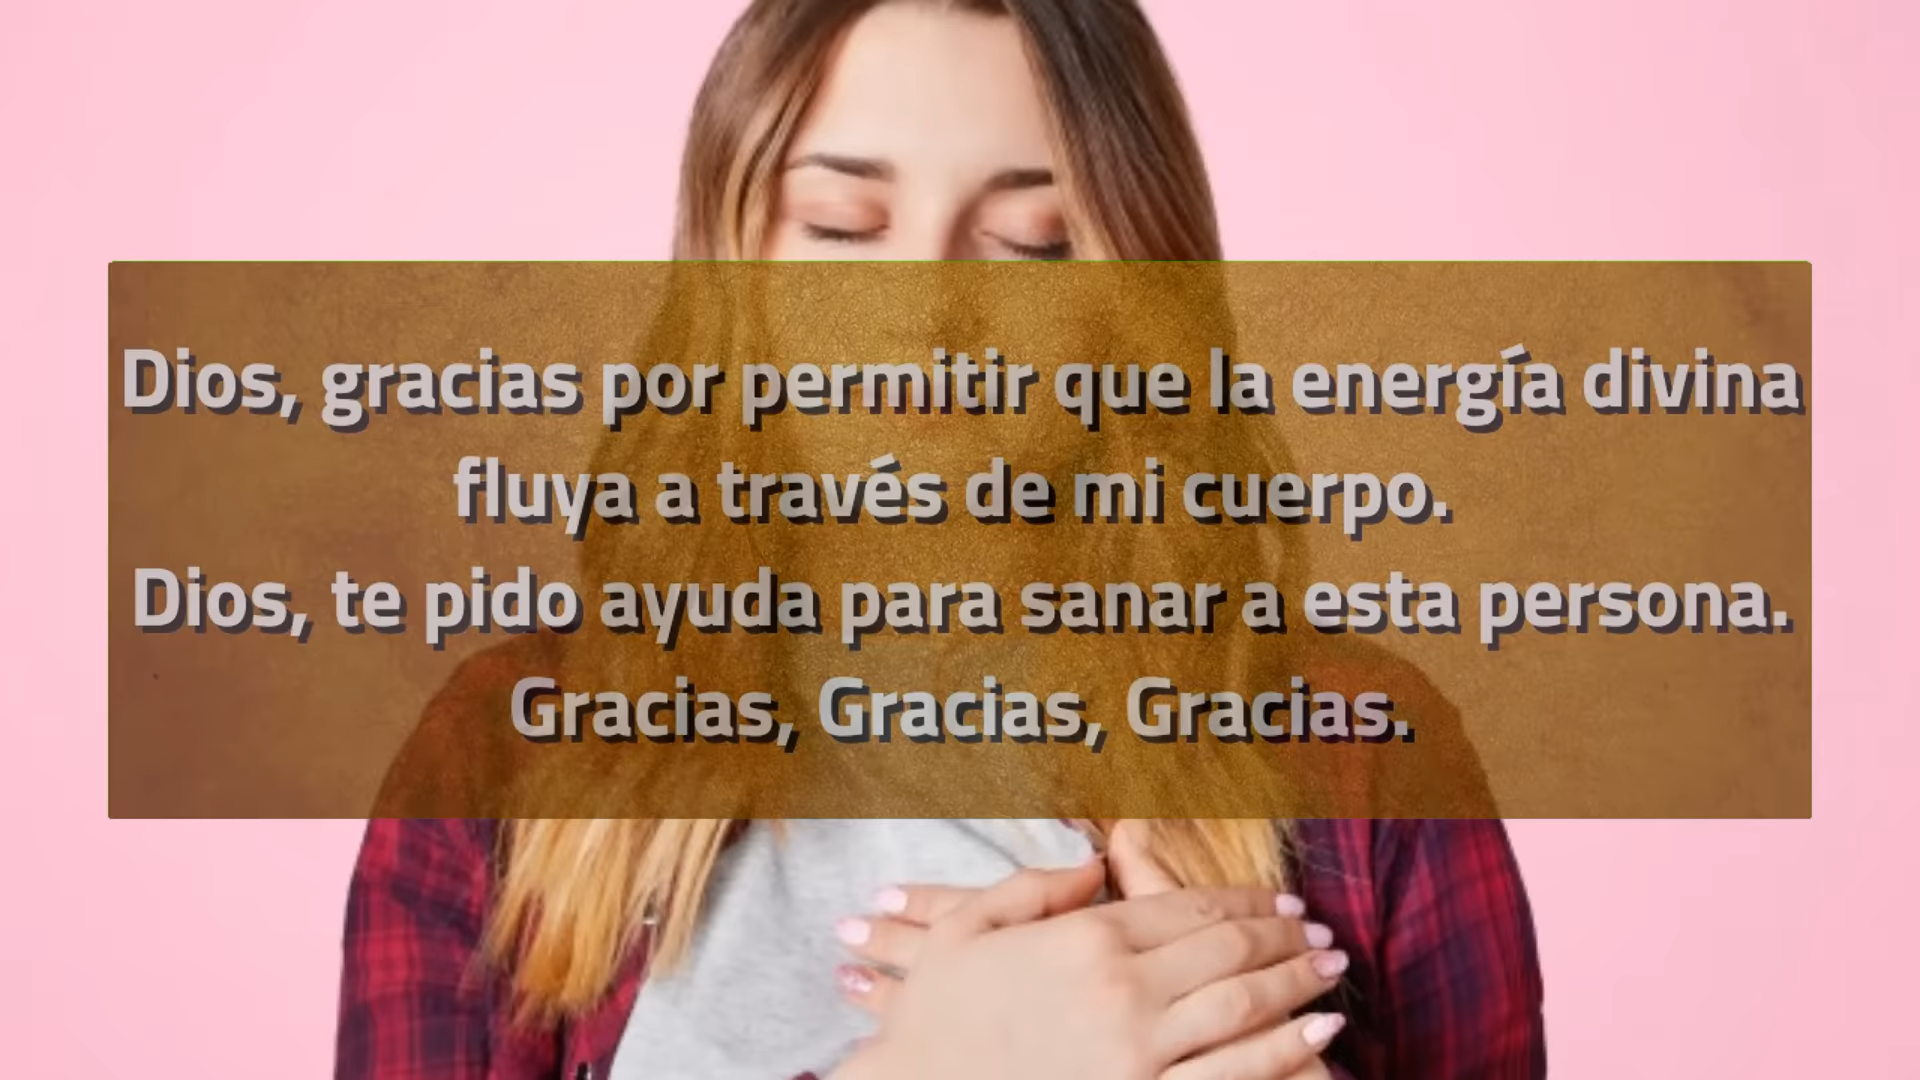 Dios, gracias por permitir que la energía divina
fluya a través de mi cuerpo.
Dios, te pido ayuda para sanar a esta persona.
Gracias, Gracias, Gracias.